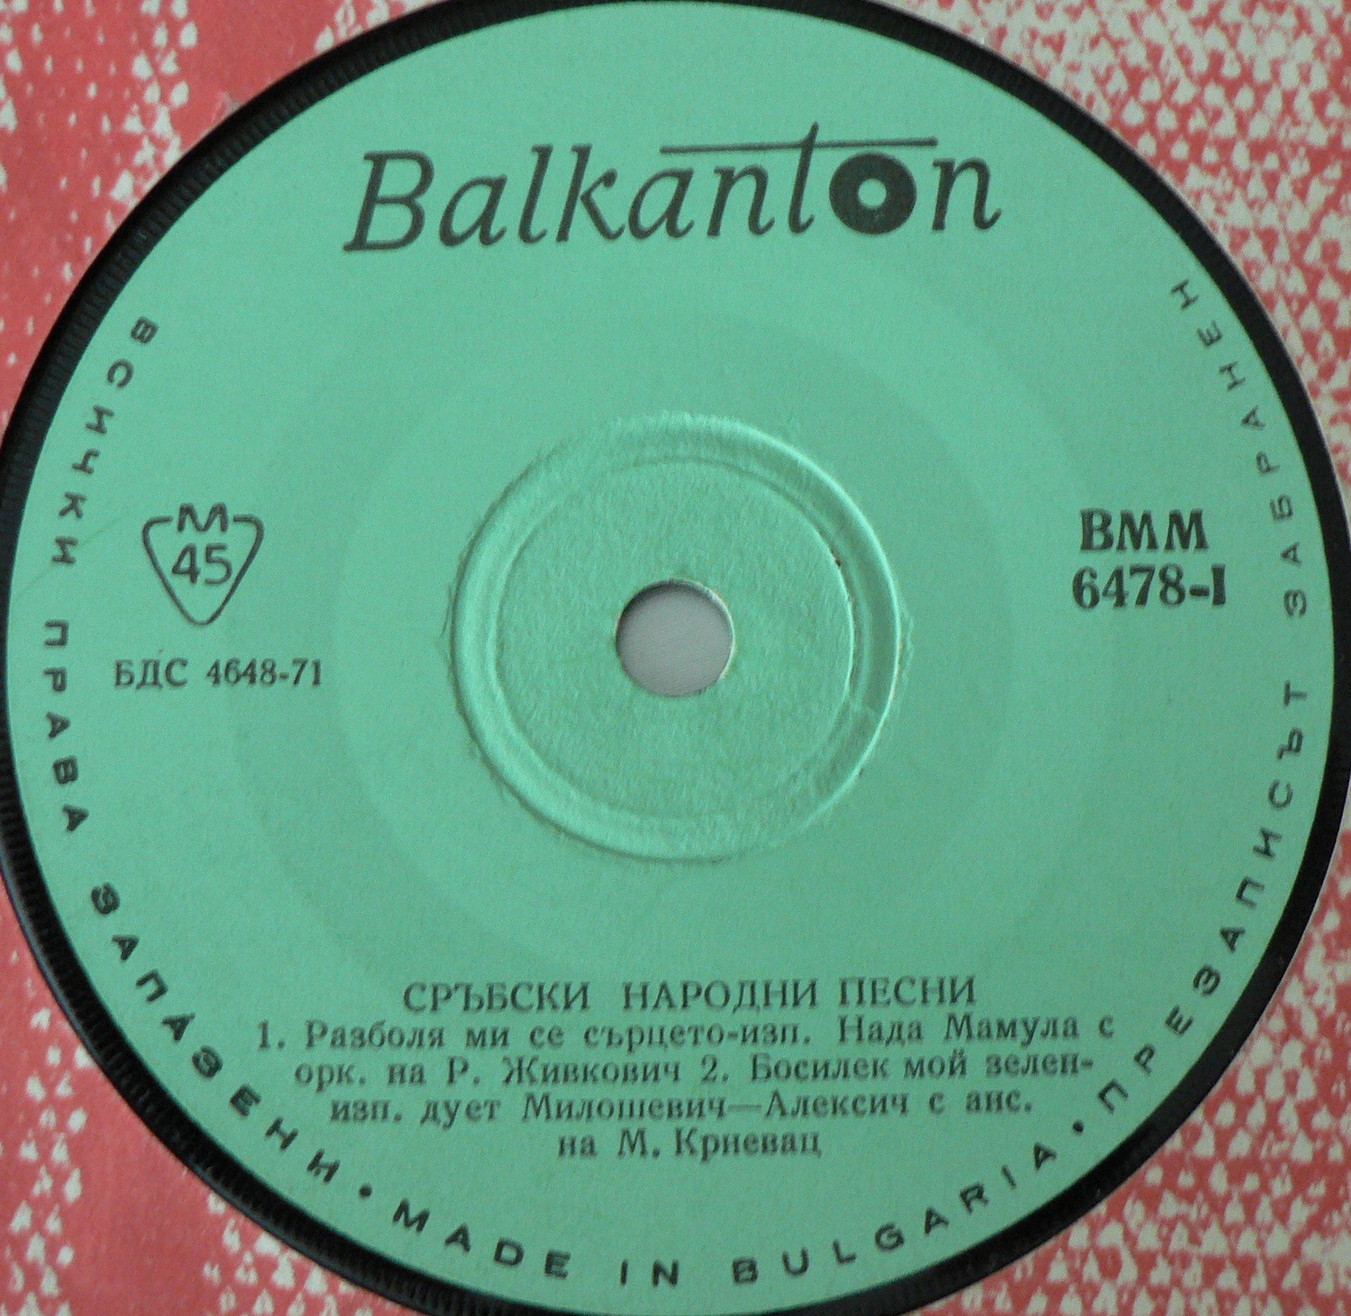 Balkanton
ВСИЧКИ ПРАВА ЗАПАЗЕНИ • MADE IN BULGARIA • ПРЕЗАПИСЪТ ЗАБРАНЕН
М
45
БДС 4648-71
ВММ
6478-I
СРЪБСКИ НАРОДНИ ПЕСНИ
1. Разболя ми се сърцето-изп. Нада Мамула с
орк. на Р. Живкович 2. Босилек мой зелен-
изп. дует Милошевич—Алексич с анс.
на М. Крневац